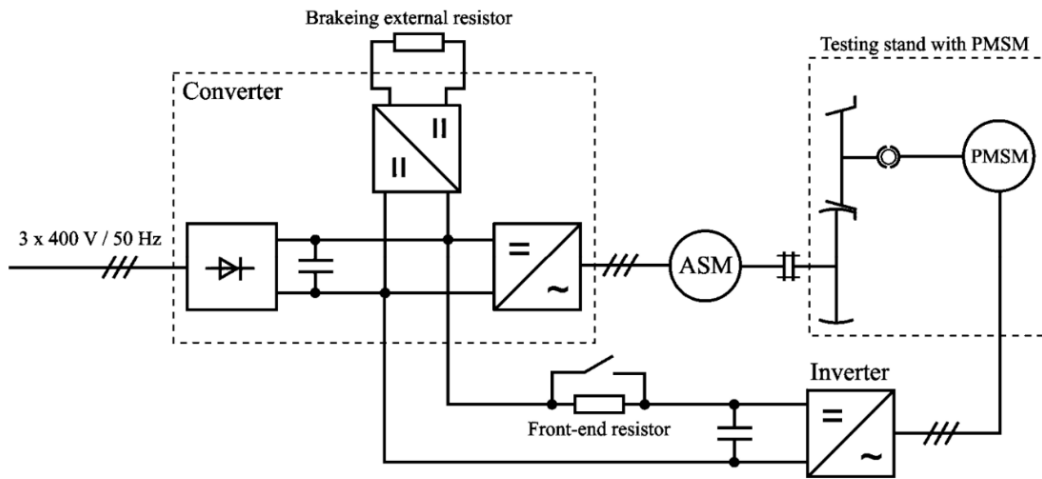 Brakeing external resistor
Testing stand with PMSM
Converter
PMSM
3 x 400 V / 50 Hz
=
~
ASM
Inverter
=
~
Front-end resistor